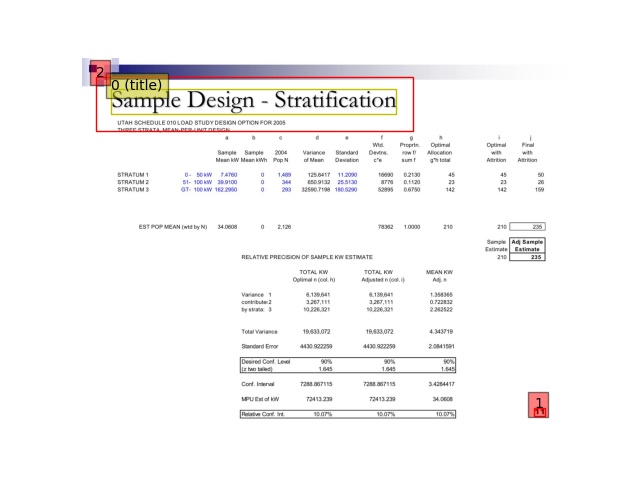 2
0 (title)
Sample Design - Stratification
UTAH SCHEDULE 010 LOAD STUDY DESIGN OPTION FOR 2005
THREE STRATA, MEAN-PER-UNIT DESIGN
a b c d e f g h i j
Wtd. Proprtn. Optimal Optimal Final
Sample Sample 2004 Variance Standard Devtns. row f/ Allocation with with
Mean kW Mean kWh Pop N of Mean Deviation c*e sum f g*h total Attrition Attrition
STRATUM 1 0 - 50 kW 7.4760 0 1,489 125.6417 11.2090 16690 0.2130 45 45 50
STRATUM 2 51- 100 kW 39.9100 0 344 650.9132 25.5130 8776 0.1120 23 23 26
STRATUM 3 GT- 100 kW 162.2950 0 293 32590.7198 180.5290 52895 0.6750 142 142 159
EST POP MEAN (wtd by N) 34.0608 0 2,126 78362 1.0000 210 210 235
Sample Adj Sample
Estimate Estimate
RELATIVE PRECISION OF SAMPLE KW ESTIMATE 210 235
TOTAL KW TOTAL KW MEAN KW
Optimal n (col. h) Adjusted n (col. i) Adj. n
Variance 1 6,139,641 6,139,641 1.358365
contribute: 2 3,267,111 3,267,111 0.722832
by strata: 3 10,226,321 10,226,321 2.262522
Total Variance 19,633,072 19,633,072 4.343719
Standard Error 4430.922259 4430.922259 2.0841591
Desired Conf. Level 90% 90% 90%
(z two tailed) 1.645 1.645 1.645
Conf. Interval 7288.867115 7288.867115 3.4284417
MPU Est of kW 72413.239 72413.239 34.0608
Relative Conf. Int. 10.07% 10.07% 10.07%
1